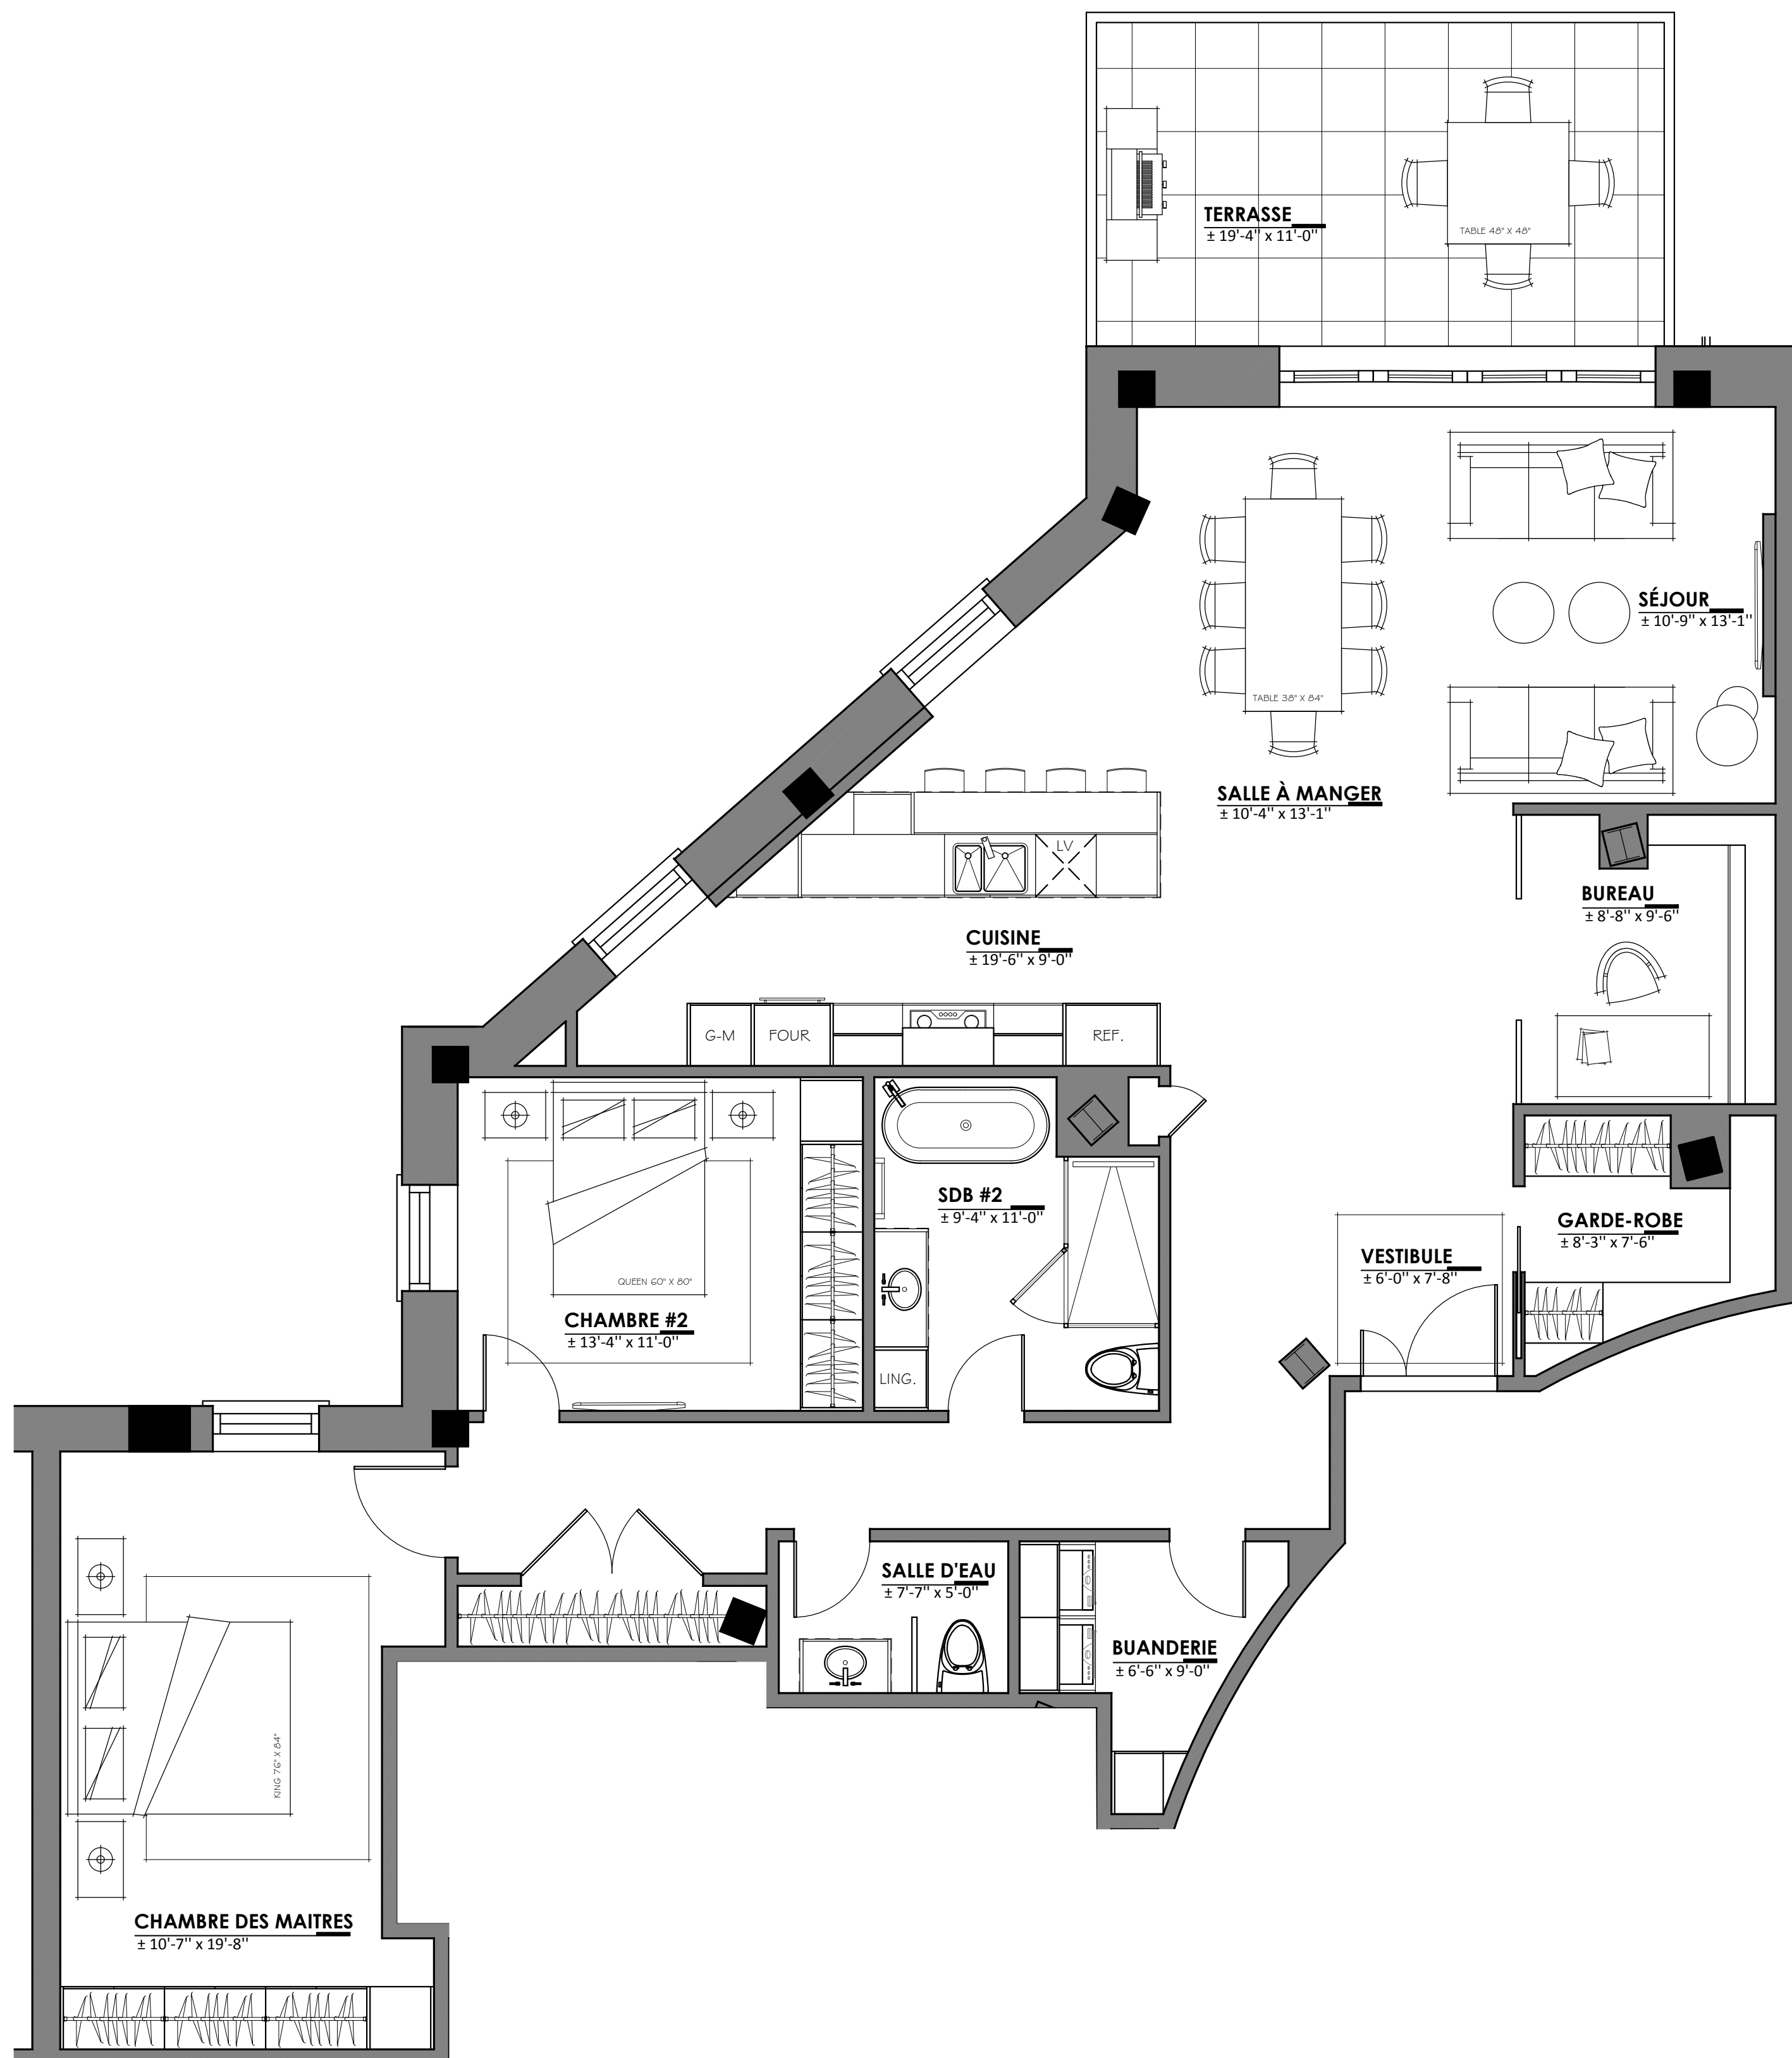 TERRASSE
± 19'-4" x 11'-0"
TABLE 48" X 48"
SÉJOUR
± 10'-9" x 13'-1"
TABLE 38" X 84"
SALLE À MANGER
± 10'-4" x 13'-1"
LV
BUREAU
± 8'-8" x 9'-6"
CUISINE
± 19'-6" x 9'-0"
G-M
FOUR
REF.
SDB #2
± 9'-4" x 11'-0"
GARDE-ROBE
± 8'-3" x 7'-6"
VESTIBULE
± 6'-0" x 7'-8"
QUEEN 60" X 80"
CHAMBRE #2
± 13'-4" x 11'-0"
LING.
SALLE D'EAU
± 7'-7" x 5'-0"
BUANDERIE
± 6'-6" x 9'-0"
KING 76" X 84"
CHAMBRE DES MAITRES
± 10'-7" x 19'-8"